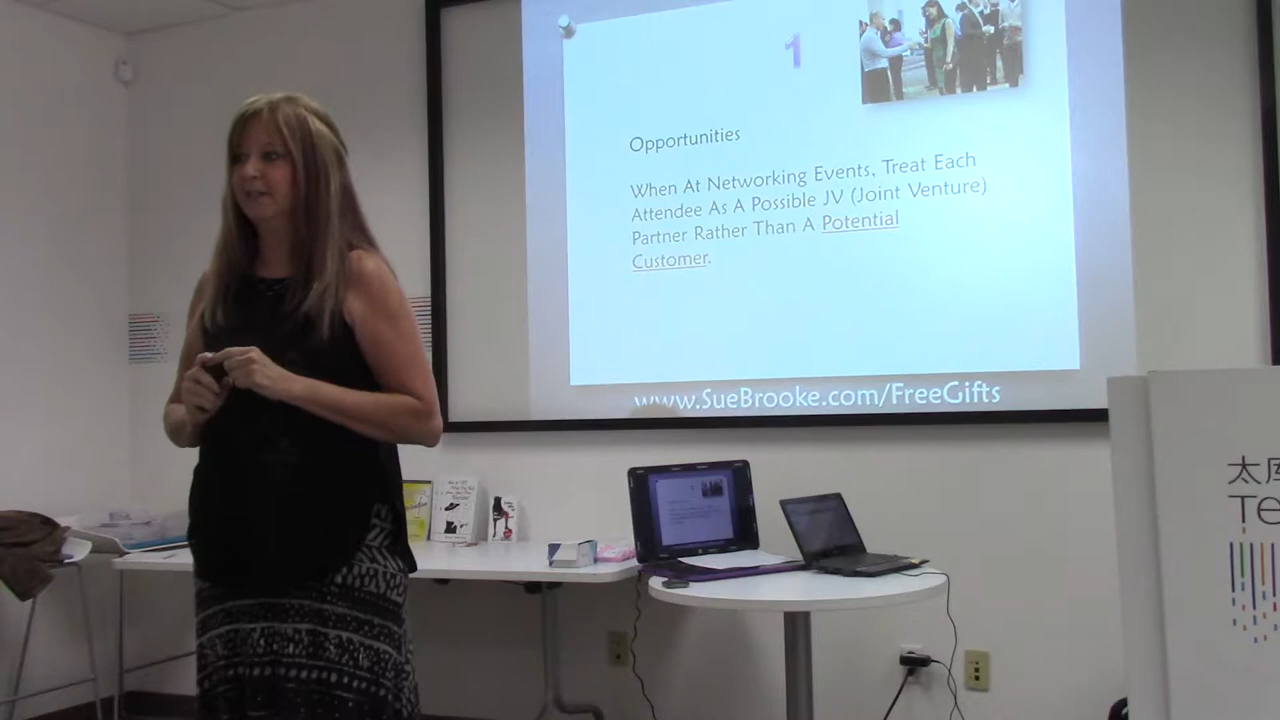 1
Opportunities
When At Networking Events, Treat Each
Attendee As A Possible JV (Joint Venture)
Partner Rather Than A Potential
Customer.
www.SueBrooke.com/FreeGifts
太库
Te